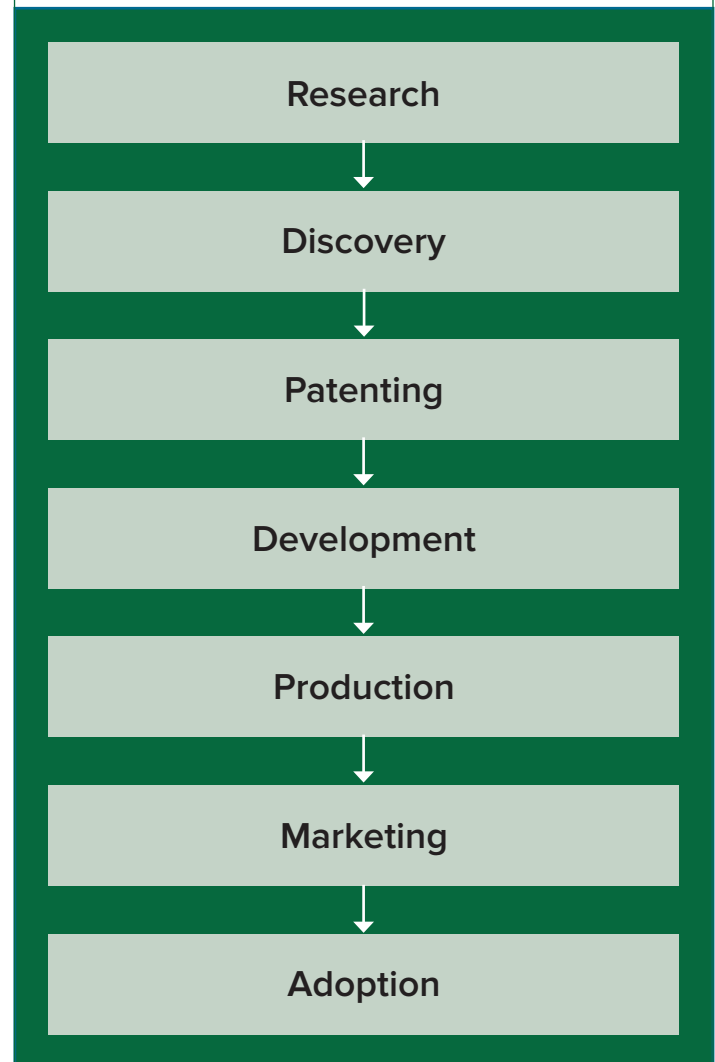 Research
Discovery
Patenting
Development
Production
Marketing
Adoption